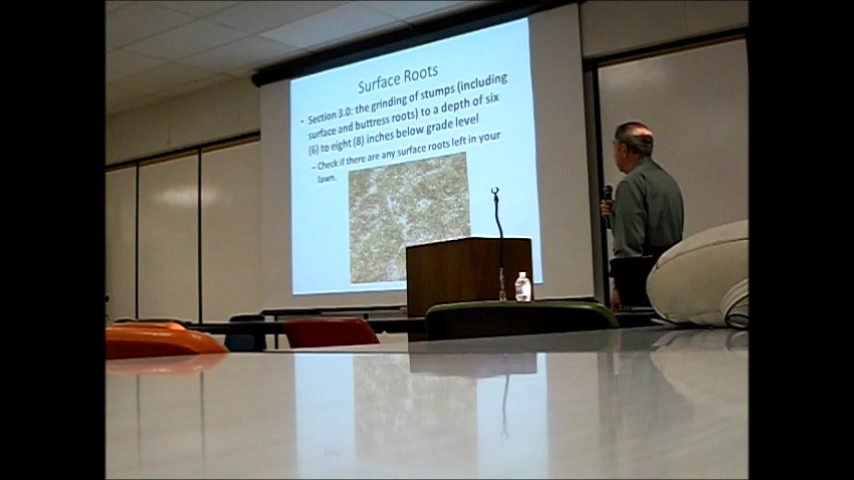 Surface Roots
• Section 3.0: the grinding of stumps (including
surface and buttress roots) to a depth of six
(6) to eight (8) inches below grade level
– Check if there are any surface roots left in your
lawn.